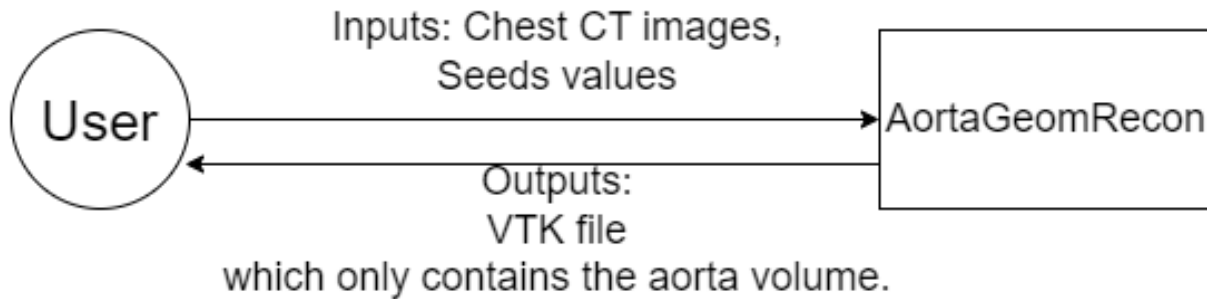 Inputs: Chest CT images,
Seeds values
User
AortaGeomRecon
Outputs:
VTK file
which only contains the aorta volume.